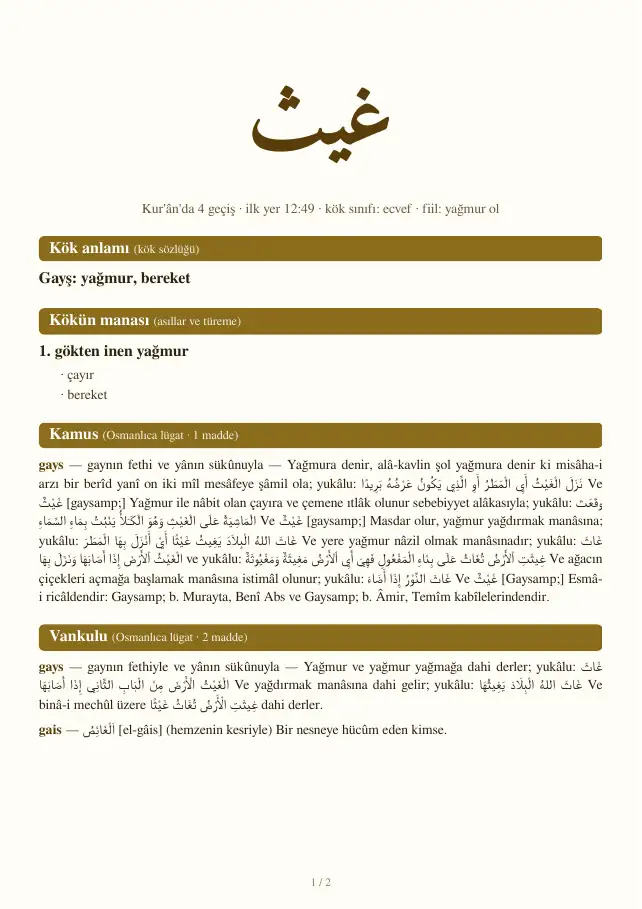 غيث
Kur'ân'da 4 geçiş · ilk yer 12:49 · kök sınıfı: ecvef · fiil: yağmur ol
Kök anlamı (kök sözlüğü)
Gayş: yağmur, bereket
Kökün manası (asıllar ve türeme)
1. gökten inen yağmur
· çayır
· bereket
Kamus (Osmanlıca lügat · 1 madde)
gays — gaynın fethi ve yânın sükûnuyla — Yağmura denir, alâ-kavlin şol yağmura denir ki misâha-i
arzı bir berîd yanî on iki mîl mesâfeye şâmil ola; yukâlu: نَزَلَ الْغَيْثُ أَيِ الْمَطَرُ أَوِ الَّذِي يَكُونُ عَرْضُهُ بَرِيدًا Ve
غَيْثٌ [gaysamp;] Yağmur ile nâbit olan çayıra ve çemene ıtlâk olunur sebebiyyet alâkasıyla; yukâlu: وقَعَت
الْمَاشِيَةُ عَلَى الْغَيْثِ وَهُوَ الْكَلَأُ يَنْبُتُ بِمَاءِ السَّمَاءِ Ve غَيْثٌ [gaysamp;] Masdar olur, yağmur yağdırmak manâsına;
yukâlu: غَاثَ اللهُ الْبِلاَدَ يَغِيثُ غَيْثًا أَيْ أَنْزَلَ بِهَا الْمَطَرَ Ve yere yağmur nâzil olmak manâsınadır; yukâlu: غَاثَ
الْغَيْثُ الْأَرْضَ إِذَا أَصَابَهَا وَنَزَلَ بِهَا ve yukâlu: غِيثَتِ الْأَرْضُ تُغَاثُ عَلَى بِنَاءِ الْمَفْعُولِ فَهِيَ أَيِ الْأَرْضُ مَغِيثَةٌ وَمَغْيُوثَةٌ Ve ağacın
çiçekleri açmağa başlamak manâsına istimâl olunur; yukâlu: غَاثَ النَّوْرُ إِذَا أَضَاءَ Ve غَيْثٌ [Gaysamp;] Esmâ-
i ricâldendir: Gaysamp; b. Murayta, Benî Abs ve Gaysamp; b. Âmir, Temîm kabîlelerindendir.
Vankulu (Osmanlıca lügat · 2 madde)
gays — gaynın fethiyle ve yânın sükûnuyla — Yağmur ve yağmur yağmağa dahi derler; yukâlu: غَاثَ
الْغَيْثُ الْأَرْضَ مِنَ الْبَابِ الثَّانِي إِذَا أَصَابَهَا Ve yağdırmak manâsına dahi gelir; yukâlu: غَاثَ اللهُ الْبِلَادَ يَغِيثُهَا Ve
binâ-i mechûl üzere غِيثَتِ الْأَرْضُ تُغَاثُ غَيْثًا dahi derler.
gais — اَلْغَائِصُ [el-gâis] (hemzenin kesriyle) Bir nesneye hücûm eden kimse.
1 / 2